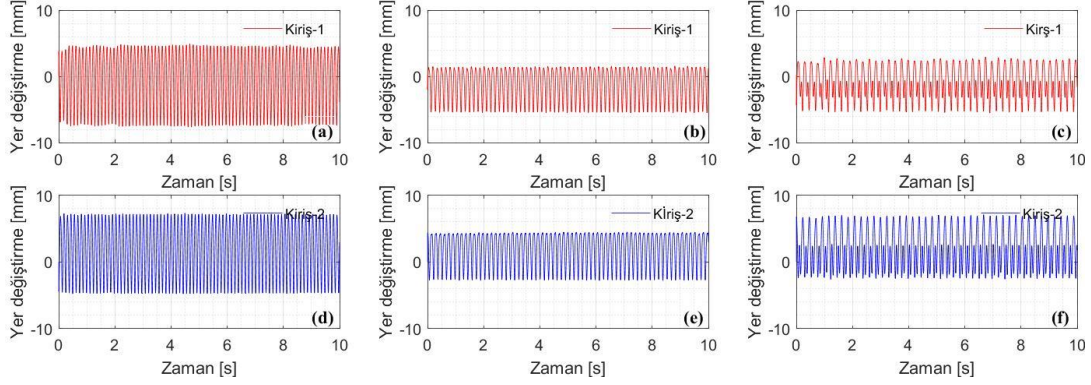 Yer değiştirme [mm]
10
0
-10
Kiriş-1
(a)
0 2 4 6 8 10
Zaman [s]
Yer değiştirme [mm]
10
0
-10
Kiriş-1
(b)
0 2 4 6 8 10
Zaman [s]
Yer değiştirme [mm]
10
0
-10
Kirş-1
(c)
0 2 4 6 8 10
Zaman [s]
Yer değiştirme [mm]
10
0
-10
Kiriş-2
(d)
0 2 4 6 8 10
Zaman [s]
Yer değiştirme [mm]
10
0
-10
Kİriş-2
(e)
0 2 4 6 8 10
Zaman [s]
Yer değiştirme [mm]
10
0
-10
Kiriş-2
(f)
0 2 4 6 8 10
Zaman [s]